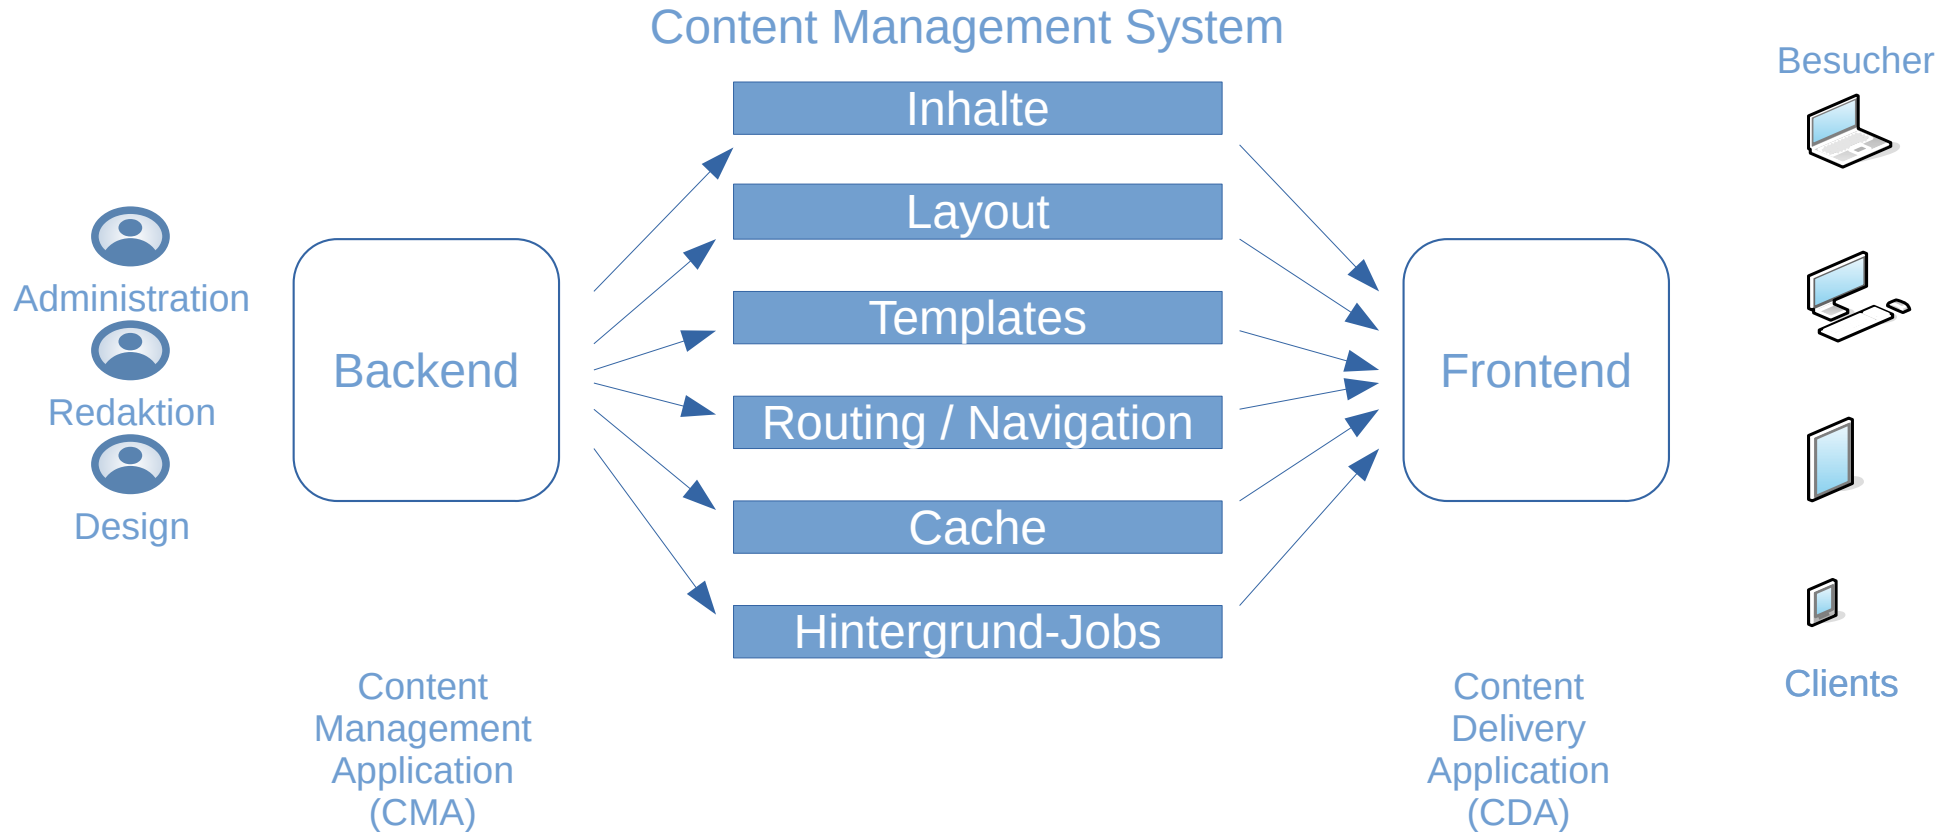 Content Management System
Besucher
Inhalte
Layout
Administration
Templates
Backend
Frontend
Redaktion
Routing / Navigation
Design
Cache
Hintergrund-Jobs
Content
Management
Application
(CMA)
Content
Delivery
Application
(CDA)
Clients